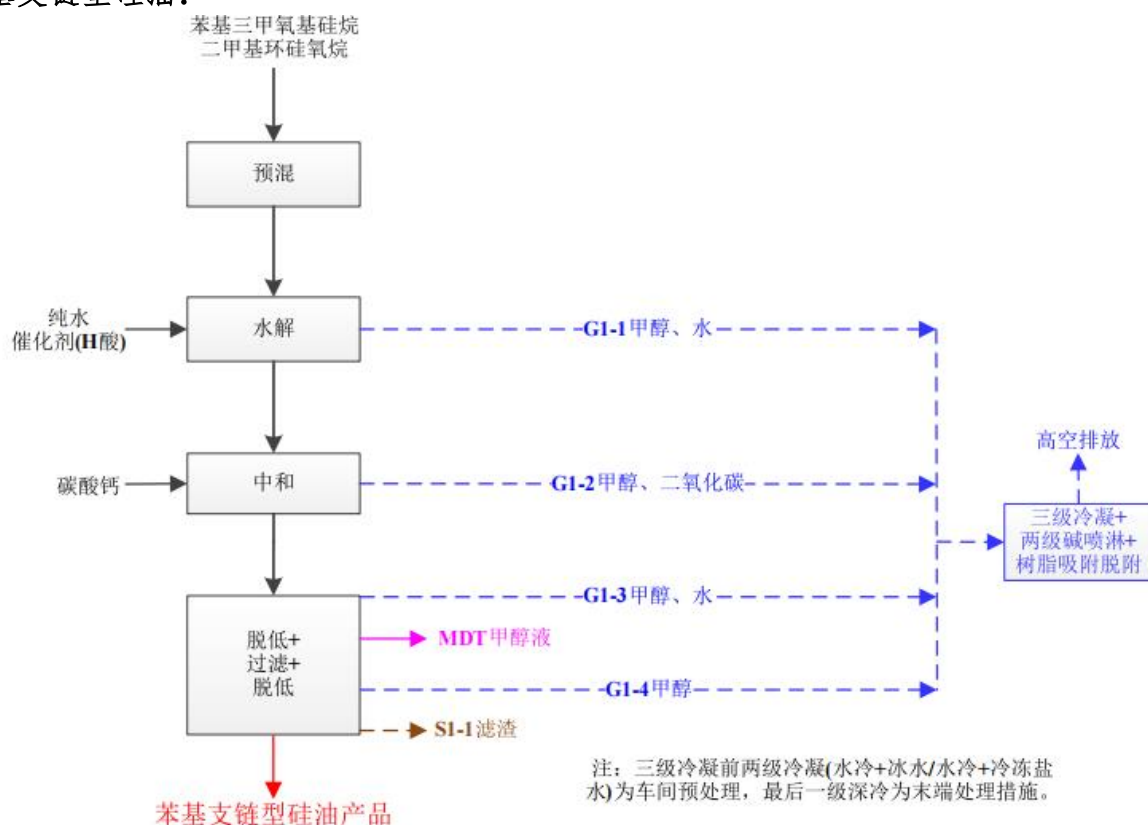 苯基三甲氧基硅烷
二甲基环硅氧烷
预混
纯水
催化剂(H酸)
水解
G1-1甲醇、水
高空排放
碳酸钙
中和
G1-2甲醇、二氧化碳
三级冷凝+
两级碱喷淋+
树脂吸附脱附
G1-3甲醇、水
脱低+
过滤+
脱低
MDT甲醇液
G1-4甲醇
S1-1滤渣
注：三级冷凝前两级冷凝(水冷+冰水/水冷+冷冻盐
水)为车间预处理，最后一级深冷为末端处理措施。
苯基支链型硅油产品